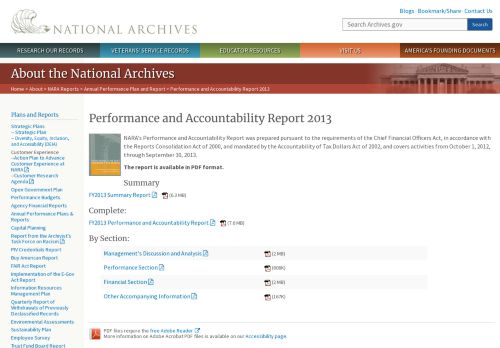 NATIONAL ARCHIVES
Blogs · Bookmark/Share · Contact Us
Search Archives.gov
Search
RESEARCH OUR RECORDS
VETERANS' SERVICE RECORDS
EDUCATOR RESOURCES
VISIT US
AMERICA'S FOUNDING DOCUMENTS
About the National Archives
Home > About > NARA Reports > Annual Performance Plan and Report > Performance and Accountability Report 2013
Plans and Reports
Strategic Plans
– Strategic Plan
– Diversity, Equity, Inclusion,
and Accessibility (DEIA)
Customer Experience
–Action Plan to Advance
Customer Experience at
NARA
–Customer Research
Agenda
Open Government Plan
Performance Budgets
Agency Financial Reports
Annual Performance Plans &
Reports
Capital Planning
Report from the Archivist's
Task Force on Racism
PIV Credentials Report
Buy American Report
FAIR Act Report
Implementation of the E-Gov
Act Report
Information Resources
Management Plan
Quarterly Report of
Withdrawals of Previously
Declassified Records
Environmental Assessments
Sustainability Plan
Employee Survey
Trust Fund Board Report
Performance and Accountability Report 2013
NARA's Performance and Accountability Report was prepared pursuant to the requirements of the Chief Financial Officers Act, in accordance with
the Reports Consolidation Act of 2000, and mandated by the Accountability of Tax Dollars Act of 2002, and covers activities from October 1, 2012,
through September 30, 2013.
The report is available in PDF format.
Summary
FY2013 Summary Report (6.3 MB)
Complete:
FY2013 Performance and Accountability Report (7.6 MB)
By Section:
Management's Discussion and Analysis (2 MB)
Performance Section (608K)
Financial Section (2 MB)
Other Accompanying Information (167K)
PDF files require the free Adobe Reader.
More information on Adobe Acrobat PDF files is available on our Accessibility page.